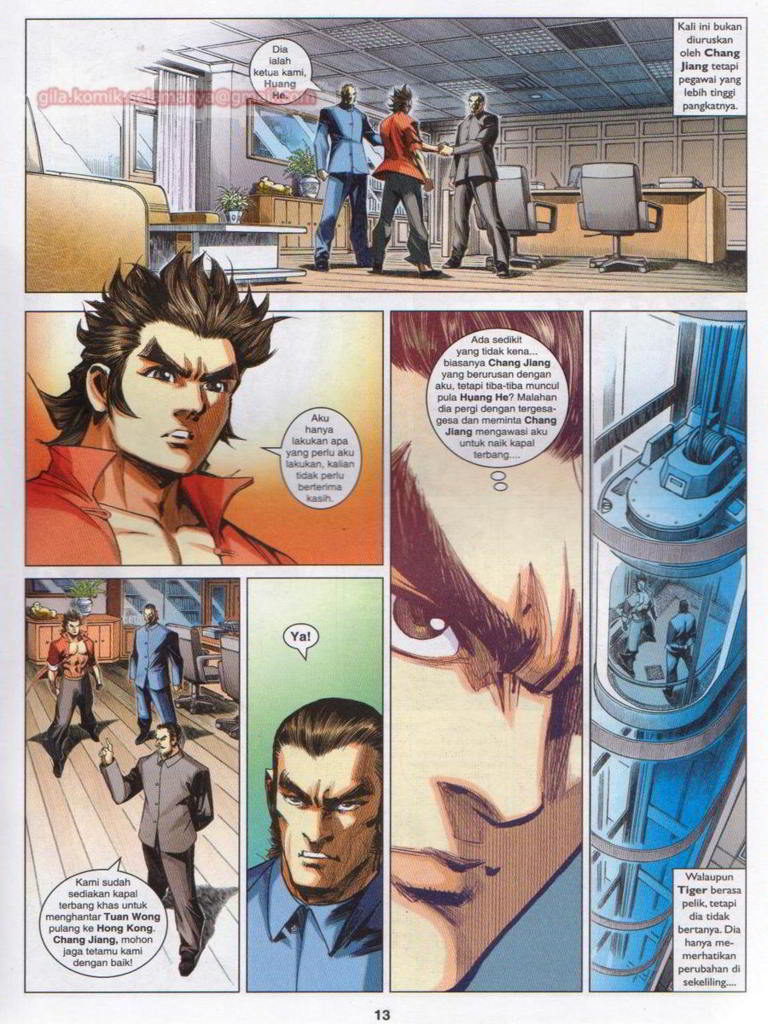 Kali ini bukan
diuruskan
oleh Chang
Jiang tetapi
pegawai yang
lebih tinggi
pangkatnya.
Dia
ialah
ketua kami,
Huang
He.
Aku
hanya
lakukan apa
yang perlu aku
lakukan, kalian
tidak perlu
berterima
kasih.
Kami sudah
sediakan kapal
terbang khas untuk
menghantar Tuan Wong
pulang ke Hong Kong.
Chang Jiang, mohon
jaga tetamu kami
dengan baik!
Ya!
Ada sedikit
yang tidak kena...
biasanya Chang Jiang
yang berurusan dengan
aku, tetapi tiba-tiba muncul
pula Huang He? Malahan
dia pergi dengan tergesa-
gesa dan meminta Chang
Jiang mengawasi aku
untuk naik kapal
terbang....
Walaupun
Tiger berasa
pelik, tetapi
dia tidak
bertanya. Dia
hanya me-
merhatikan
perubahan di
sekeliling....
13